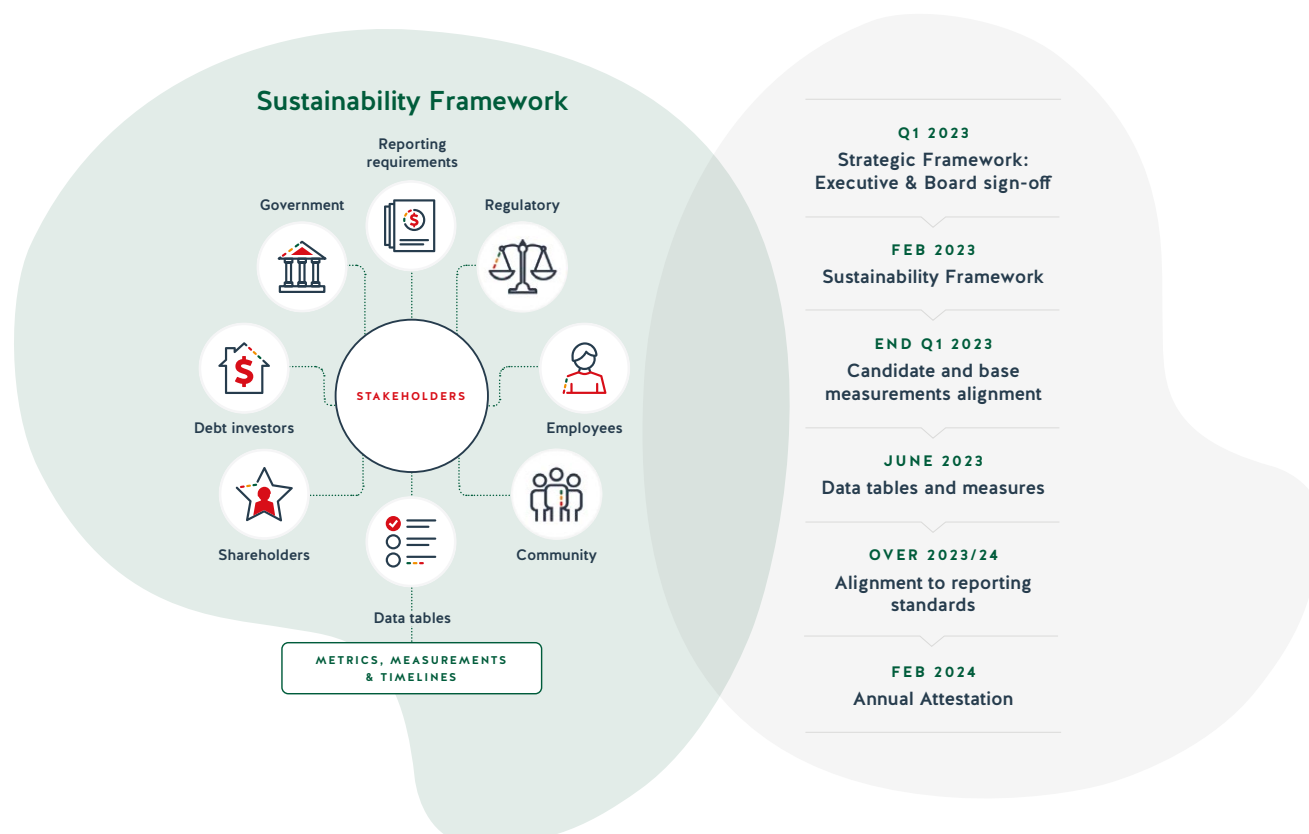 Sustainability Framework
Reporting
requirements
Government
Regulatory
STAKEHOLDERS
Debt investors
Employees
Shareholders
Community
Data tables
METRICS, MEASUREMENTS
& TIMELINES
Q1 2023
Strategic Framework:
Executive & Board sign-off
FEB 2023
Sustainability Framework
END Q1 2023
Candidate and base
measurements alignment
JUNE 2023
Data tables and measures
OVER 2023/24
Alignment to reporting
standards
FEB 2024
Annual Attestation